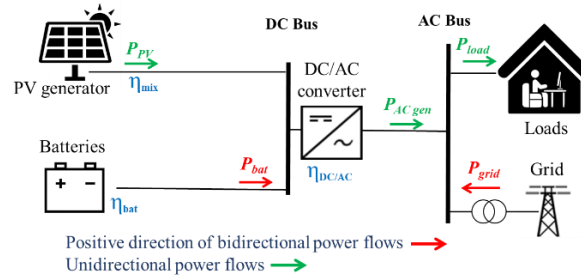 DC Bus
AC Bus
P_PV
P_load
PV generator
η_mix
DC/AC
converter
P_AC gen
Loads
Batteries
P_bat
P_grid
Grid
+ −
η_bat
η_DC/AC
Positive direction of bidirectional power flows
Unidirectional power flows